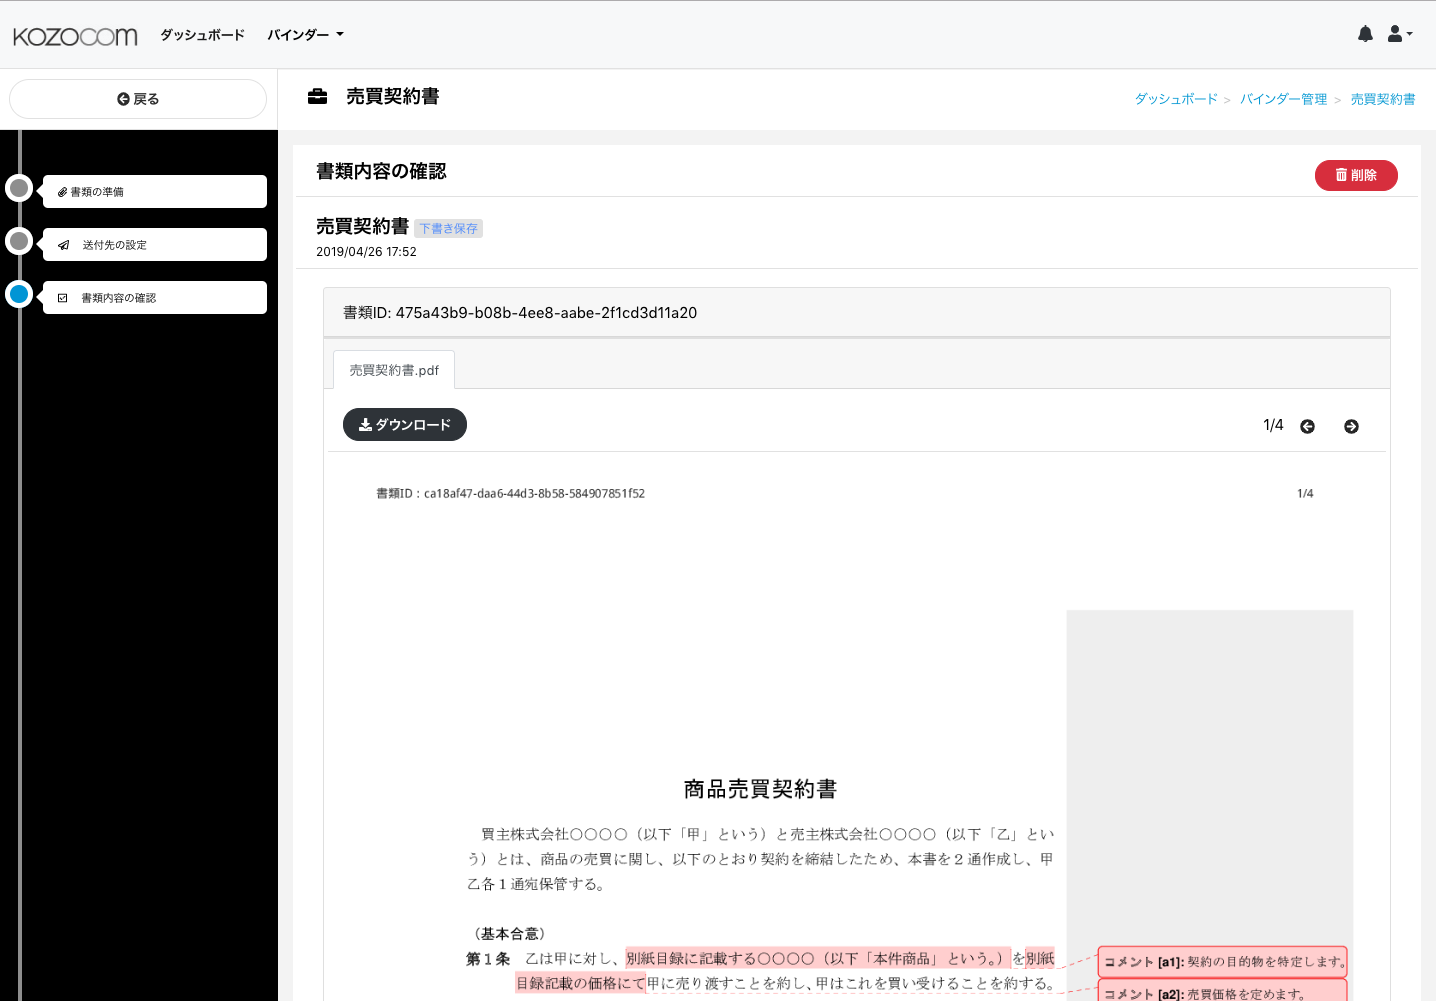 KOZOCOM ダッシュボード バインダー
戻る
売買契約書
ダッシュボード > バインダー管理 > 売買契約書
書類の準備
送付先の設定
書類内容の確認
書類内容の確認
削除
売買契約書 下書き保存
2019/04/26 17:52
書類ID: 475a43b9-b08b-4ee8-aabe-2f1cd3d11a20
売買契約書.pdf
ダウンロード
1/4
書類ID : ca18af47-daa6-44d3-8b58-584907851f52
1/4
商品売買契約書
買主株式会社○○○○（以下「甲」という）と売主株式会社○○○○（以下「乙」とい
う）とは、商品の売買に関し、以下のとおり契約を締結したため、本書を２通作成し、甲
乙各１通宛保管する。
（基本合意）
第１条　乙は甲に対し、別紙目録に記載する○○○○（以下「本件商品」という。）を別紙
目録記載の価格にて甲に売り渡すことを約し、甲はこれを買い受けることを約する。
コメント [a1]: 契約の目的物を特定します。
コメント [a2]: 売買価格を定めます。